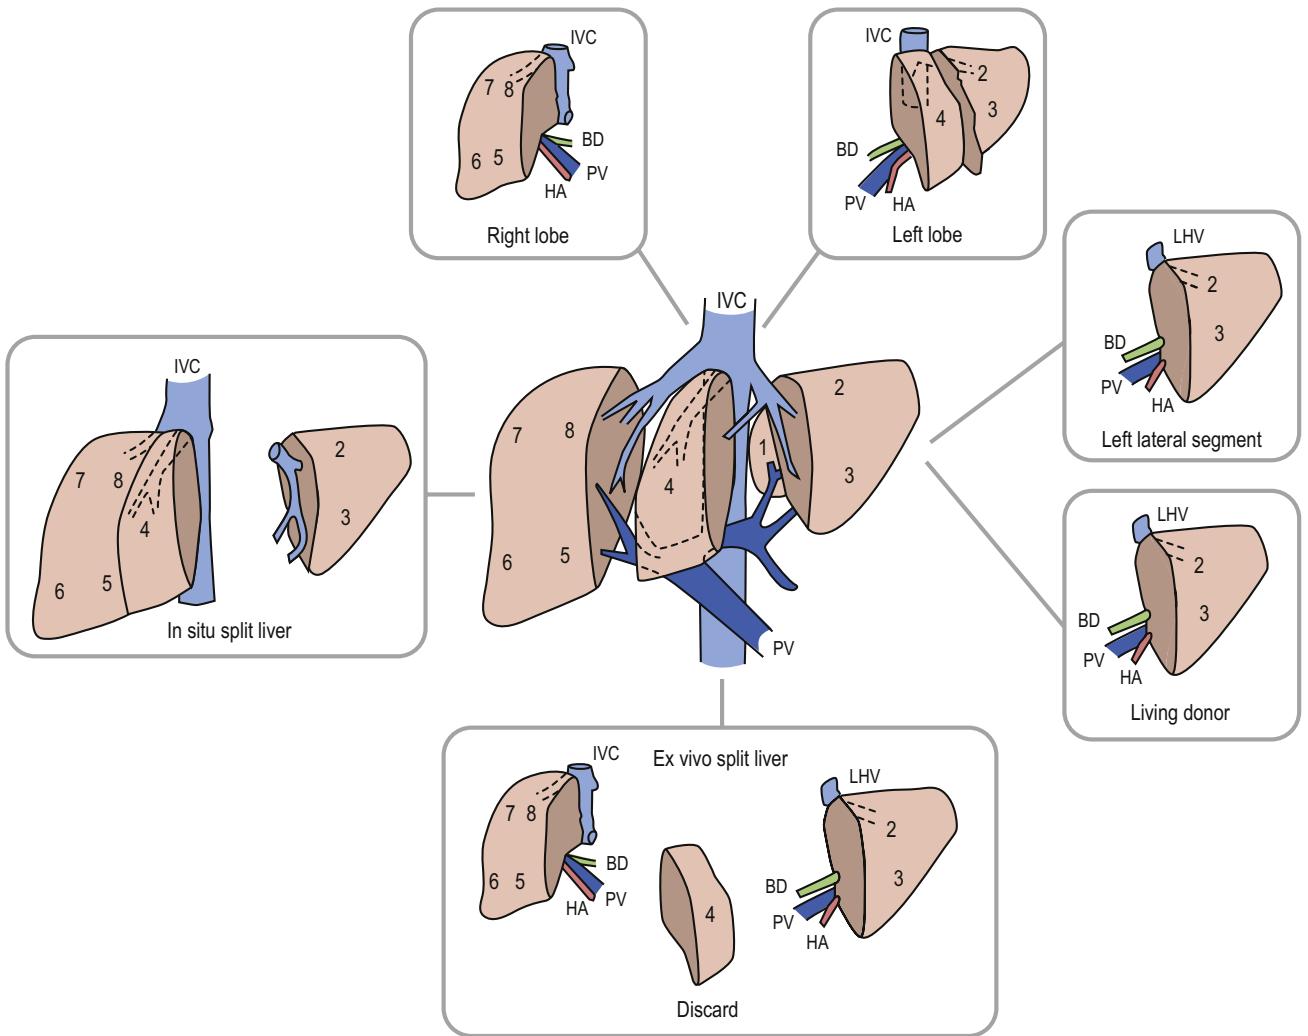 IVC
7 8
6 5
BD
PV
HA
Right lobe
IVC
2
3
4
BD
PV
HA
Left lobe
LHV
2
3
BD
PV
HA
Left lateral segment
IVC
7 8
4
6 5
2
3
In situ split liver
IVC
7 8
6 5
4
1
2
3
PV
LHV
2
3
BD
PV
HA
Living donor
Ex vivo split liver
IVC
7 8
6 5
BD
PV
HA
4
Discard
LHV
2
3
BD
PV
HA